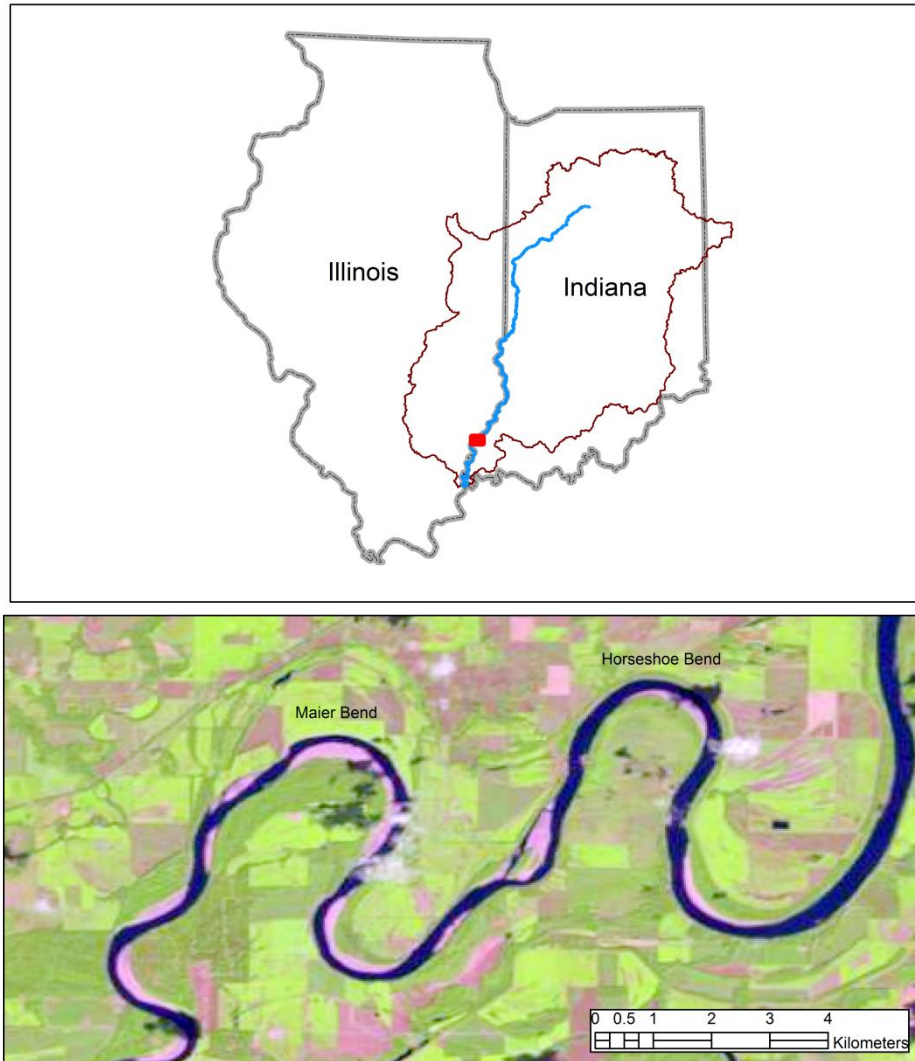 Illinois
Indiana
Horseshoe Bend
Maier Bend
0 0.5 1 2 3 4
Kilometers